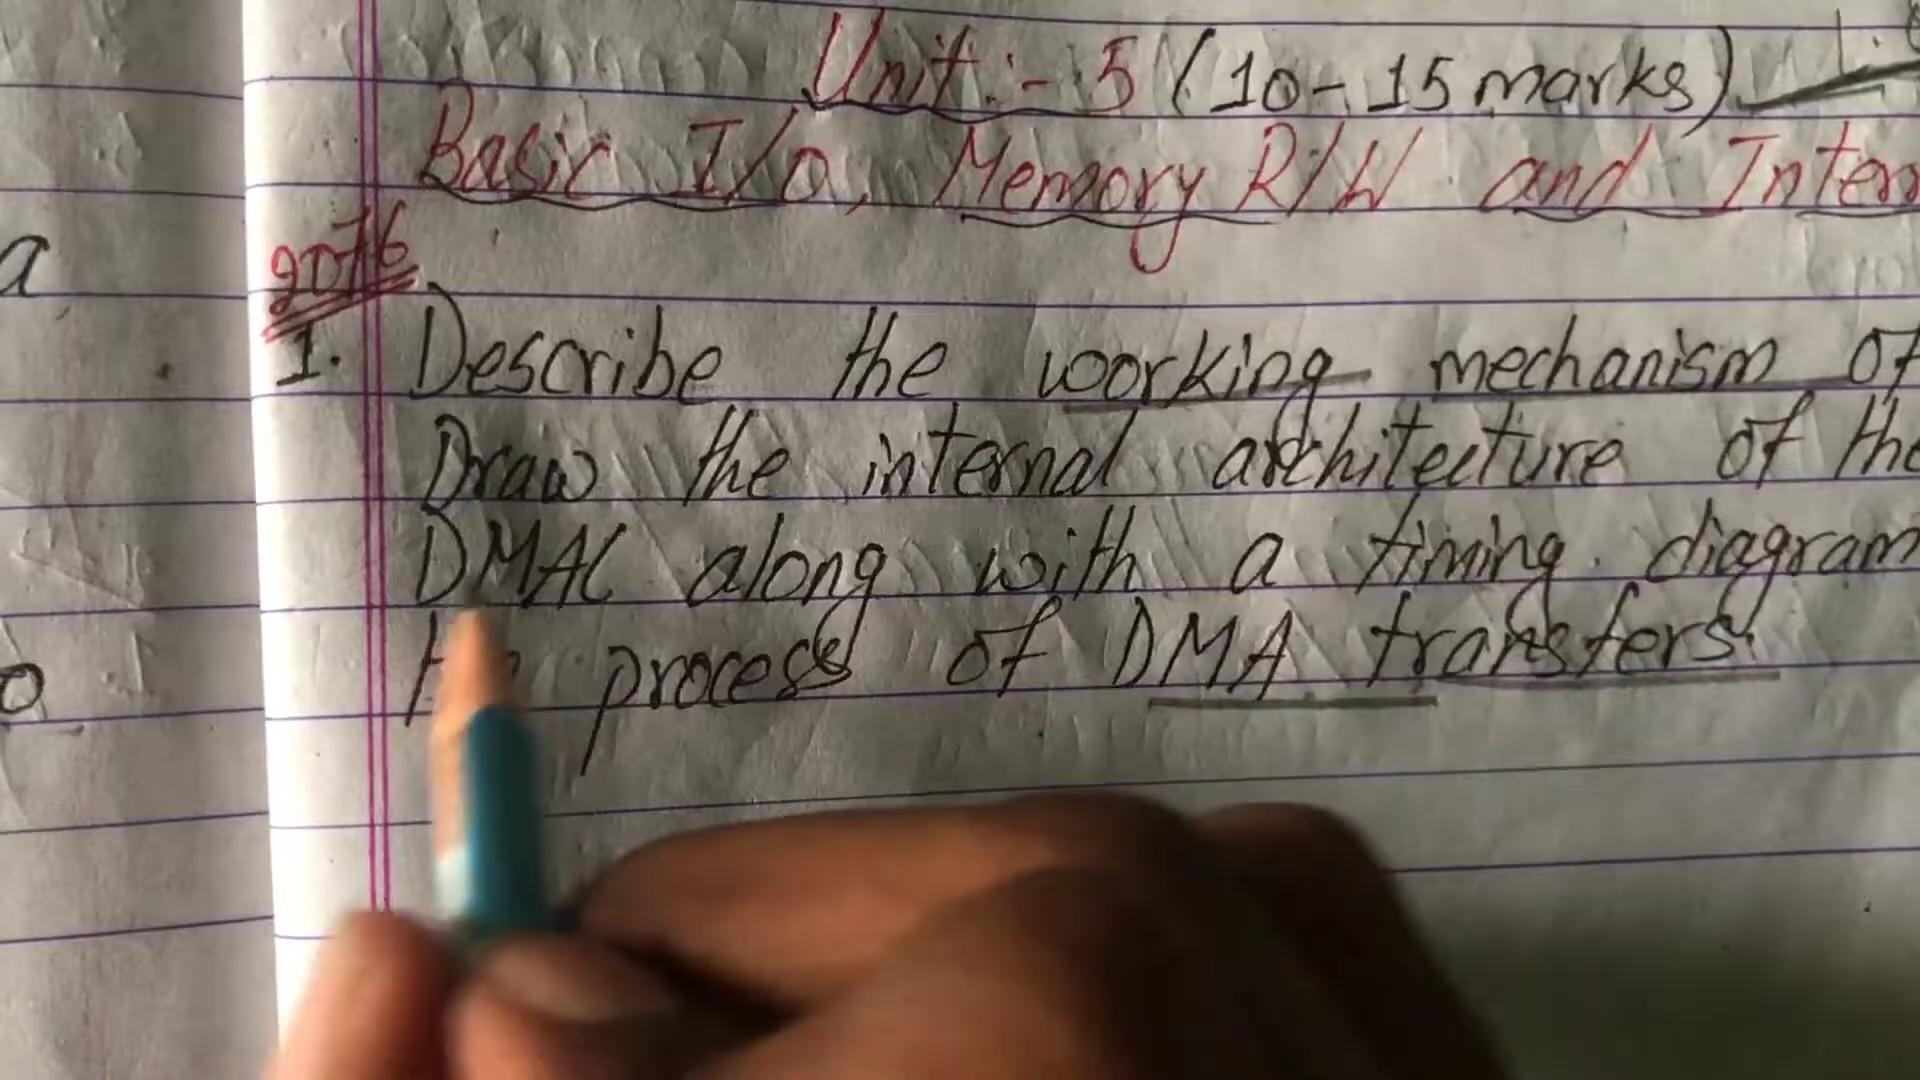 Unit :- 5 (10-15 marks)
Basic I/O, Memory R/W and Inter
2076
1. Describe the working mechanism of
Draw the internal architecture of the
DMAC along with a timing diagram
process of DMA transfers.
a
o